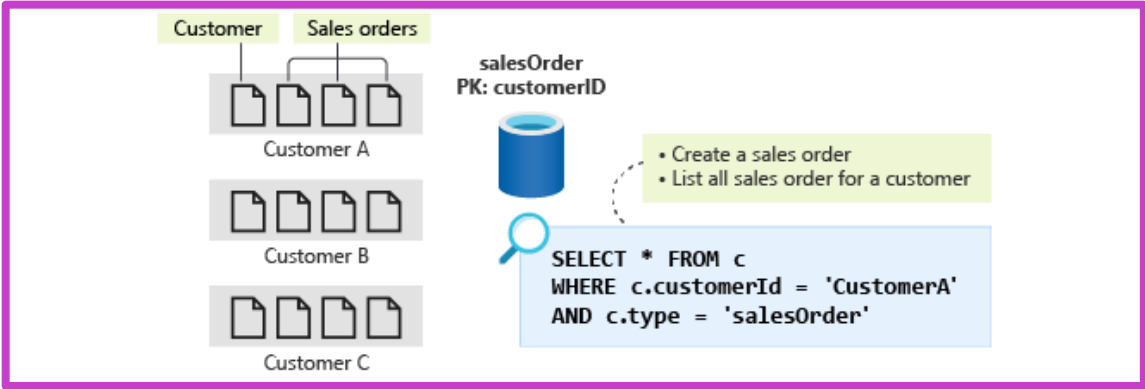 Customer
Sales orders
Customer A
Customer B
Customer C
salesOrder
PK: customerID
• Create a sales order
• List all sales order for a customer
SELECT * FROM c
WHERE c.customerId = 'CustomerA'
AND c.type = 'salesOrder'